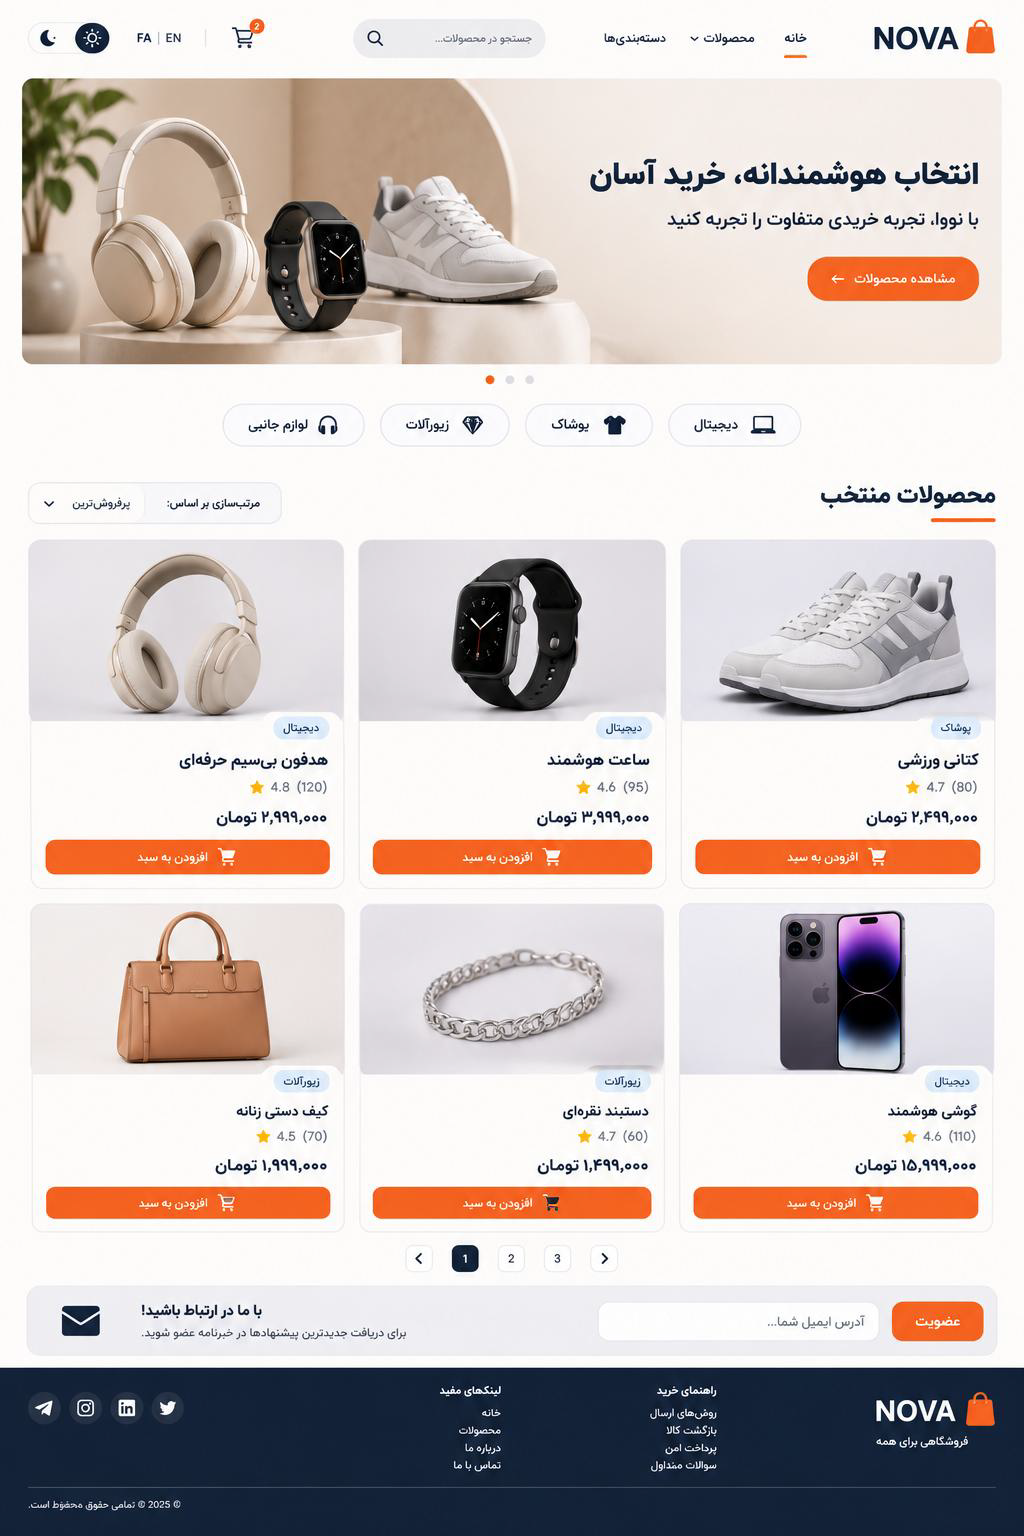 NOVA
خانه
محصولات
دسته‌بندی‌ها
جستجو در محصولات...
2
FA | EN
انتخاب هوشمندانه، خرید آسان
با نووا، تجربه خریدی متفاوت را تجربه کنید
مشاهده محصولات ←
دیجیتال
پوشاک
زیورآلات
لوازم جانبی
محصولات منتخب
مرتب‌سازی بر اساس:
پرفروش‌ترین
پوشاک
کتانی ورزشی
4.7 (80)
۲,۴۹۹,۰۰۰ تومان
افزودن به سبد
دیجیتال
ساعت هوشمند
4.6 (95)
۳,۹۹۹,۰۰۰ تومان
افزودن به سبد
دیجیتال
هدفون بی‌سیم حرفه‌ای
4.8 (120)
۲,۹۹۹,۰۰۰ تومان
افزودن به سبد
دیجیتال
گوشی هوشمند
4.6 (110)
۱۵,۹۹۹,۰۰۰ تومان
افزودن به سبد
زیورآلات
دستبند نقره‌ای
4.7 (60)
۱,۴۹۹,۰۰۰ تومان
افزودن به سبد
زیورآلات
کیف دستی زنانه
4.5 (70)
۱,۹۹۹,۰۰۰ تومان
افزودن به سبد
1 2 3
با ما در ارتباط باشید!
برای دریافت جدیدترین پیشنهادها در خبرنامه عضو شوید.
آدرس ایمیل شما...
عضویت
NOVA
فروشگاهی برای همه
راهنمای خرید
روش‌های ارسال
بازگشت کالا
پرداخت امن
سوالات متداول
لینکهای مفید
خانه
محصولات
درباره ما
تماس با ما
© 2025 © تمامی حقوق محفوظ است.